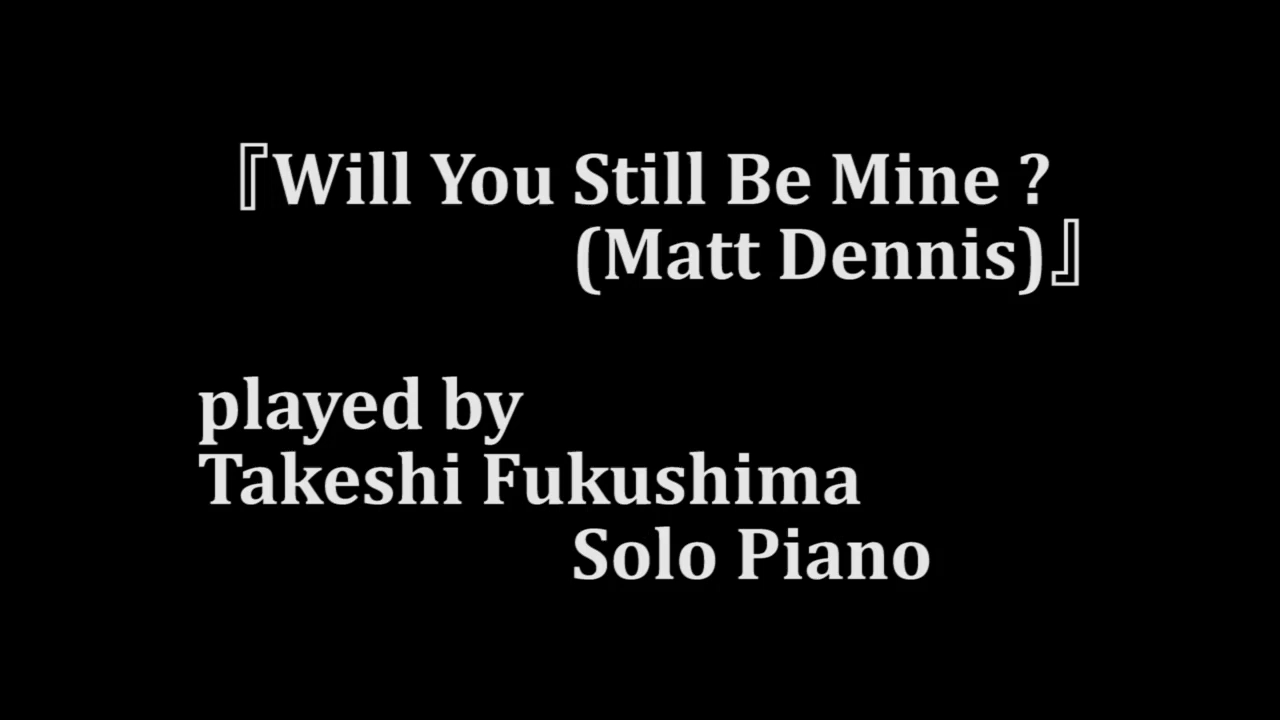 『Will You Still Be Mine ?
(Matt Dennis)』
played by
Takeshi Fukushima
Solo Piano